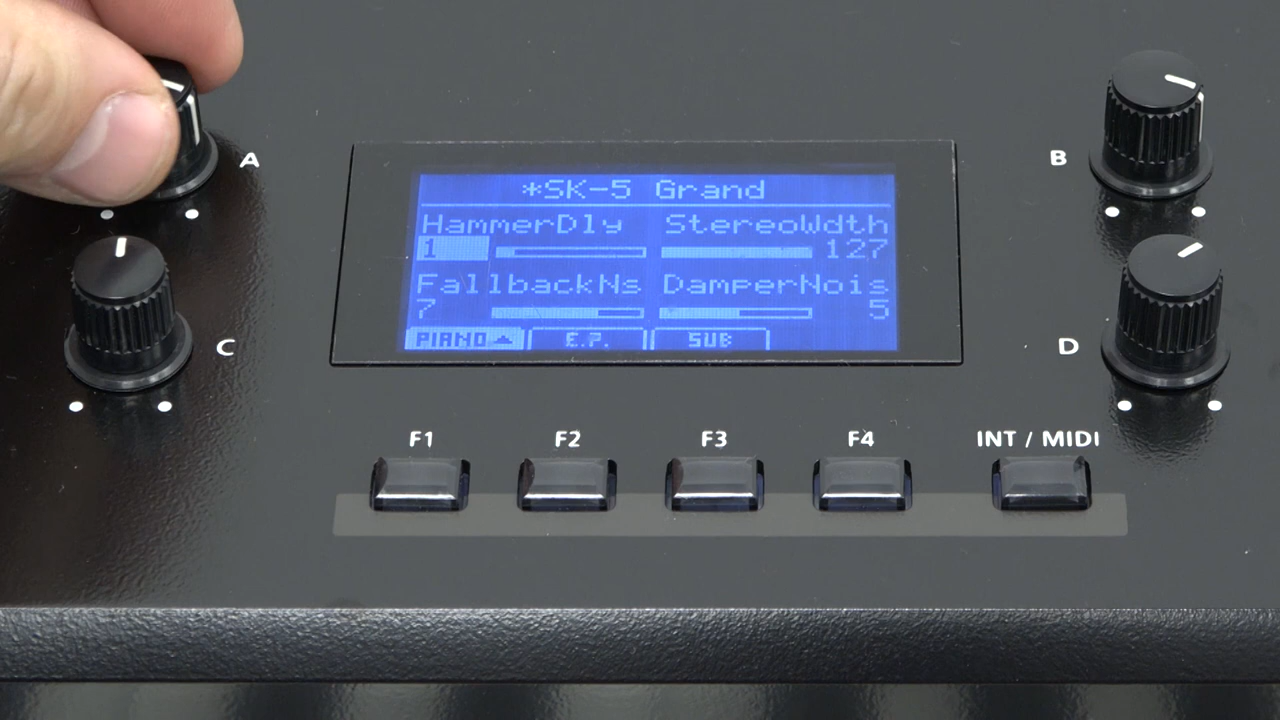 *SK-5 Grand
HammerDly StereoWdth
1 127
FallbackNs DamperNois
7 5
PIANO E.P. SUB
A
B
C
D
F1 F2 F3 F4 INT / MIDI